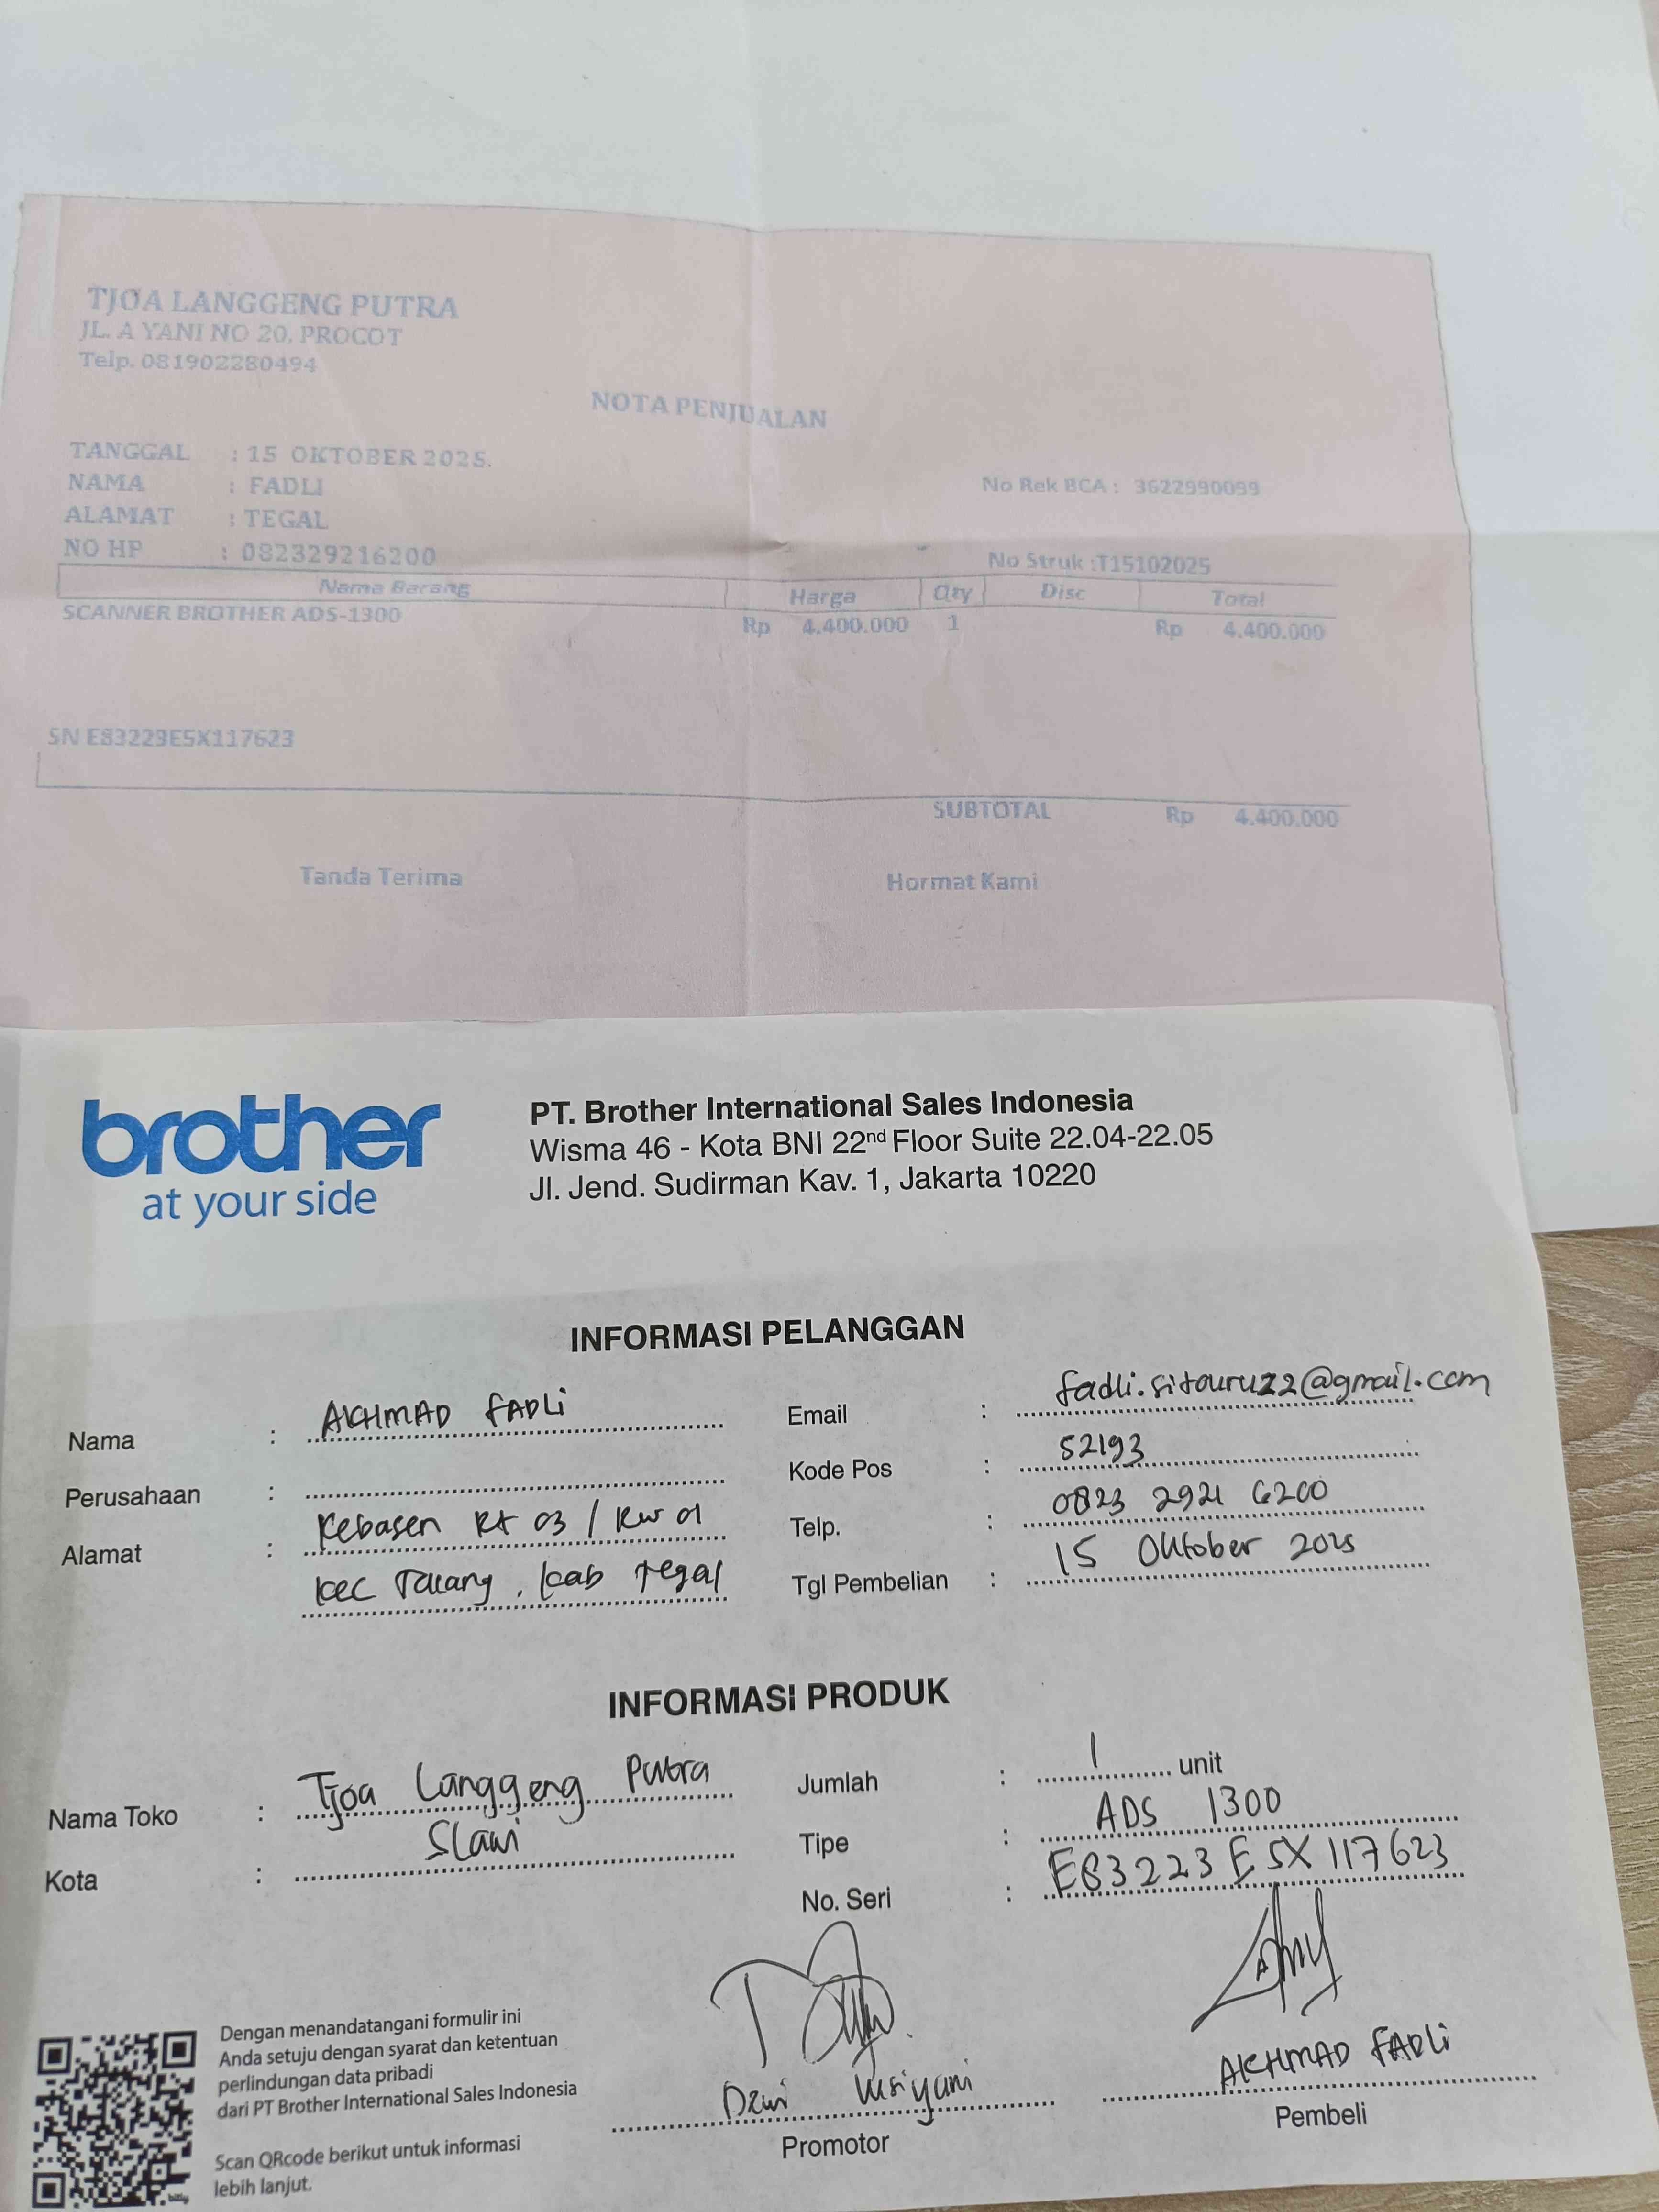 TJOA LANGGENG PUTRA
JL. A YANI NO 20, PROCOT
Telp. 081902280494
NOTA PENJUALAN
TANGGAL : 15 OKTOBER 2025.
NAMA : FADLI
No Rek BCA : 3622990099
ALAMAT : TEGAL
NO HP : 082329216200
No Struk :T15102025
Nama Barang Harga Qty Disc Total
SCANNER BROTHER ADS-1300 Rp 4.400.000 1 Rp 4.400.000
SN E83223E5X117623
SUBTOTAL Rp 4.400.000
Tanda Terima Hormat Kami
brother
at your side
PT. Brother International Sales Indonesia
Wisma 46 - Kota BNI 22nd Floor Suite 22.04-22.05
Jl. Jend. Sudirman Kav. 1, Jakarta 10220
INFORMASI PELANGGAN
Nama : AKHMAD FADLi
Email : fadli.sitouru22@gmail.com
Perusahaan :
Kode Pos : 52193
Alamat : Kebasen Rt 03 / RW 01
Telp. : 0823 2921 6200
kec Talang, kab tegal
Tgl Pembelian : 15 Oktober 2025
INFORMASI PRODUK
Nama Toko : Tjoa Langgeng Putra
Jumlah : 1 unit
Kota : Slawi
Tipe : ADS 1300
No. Seri : E83223E5X117623
Dengan menandatangani formulir ini
Anda setuju dengan syarat dan ketentuan
perlindungan data pribadi
dari PT Brother International Sales Indonesia
Scan QRcode berikut untuk informasi
lebih lanjut.
Dewi
Promotor
AKHMAD FADLi
Pembeli